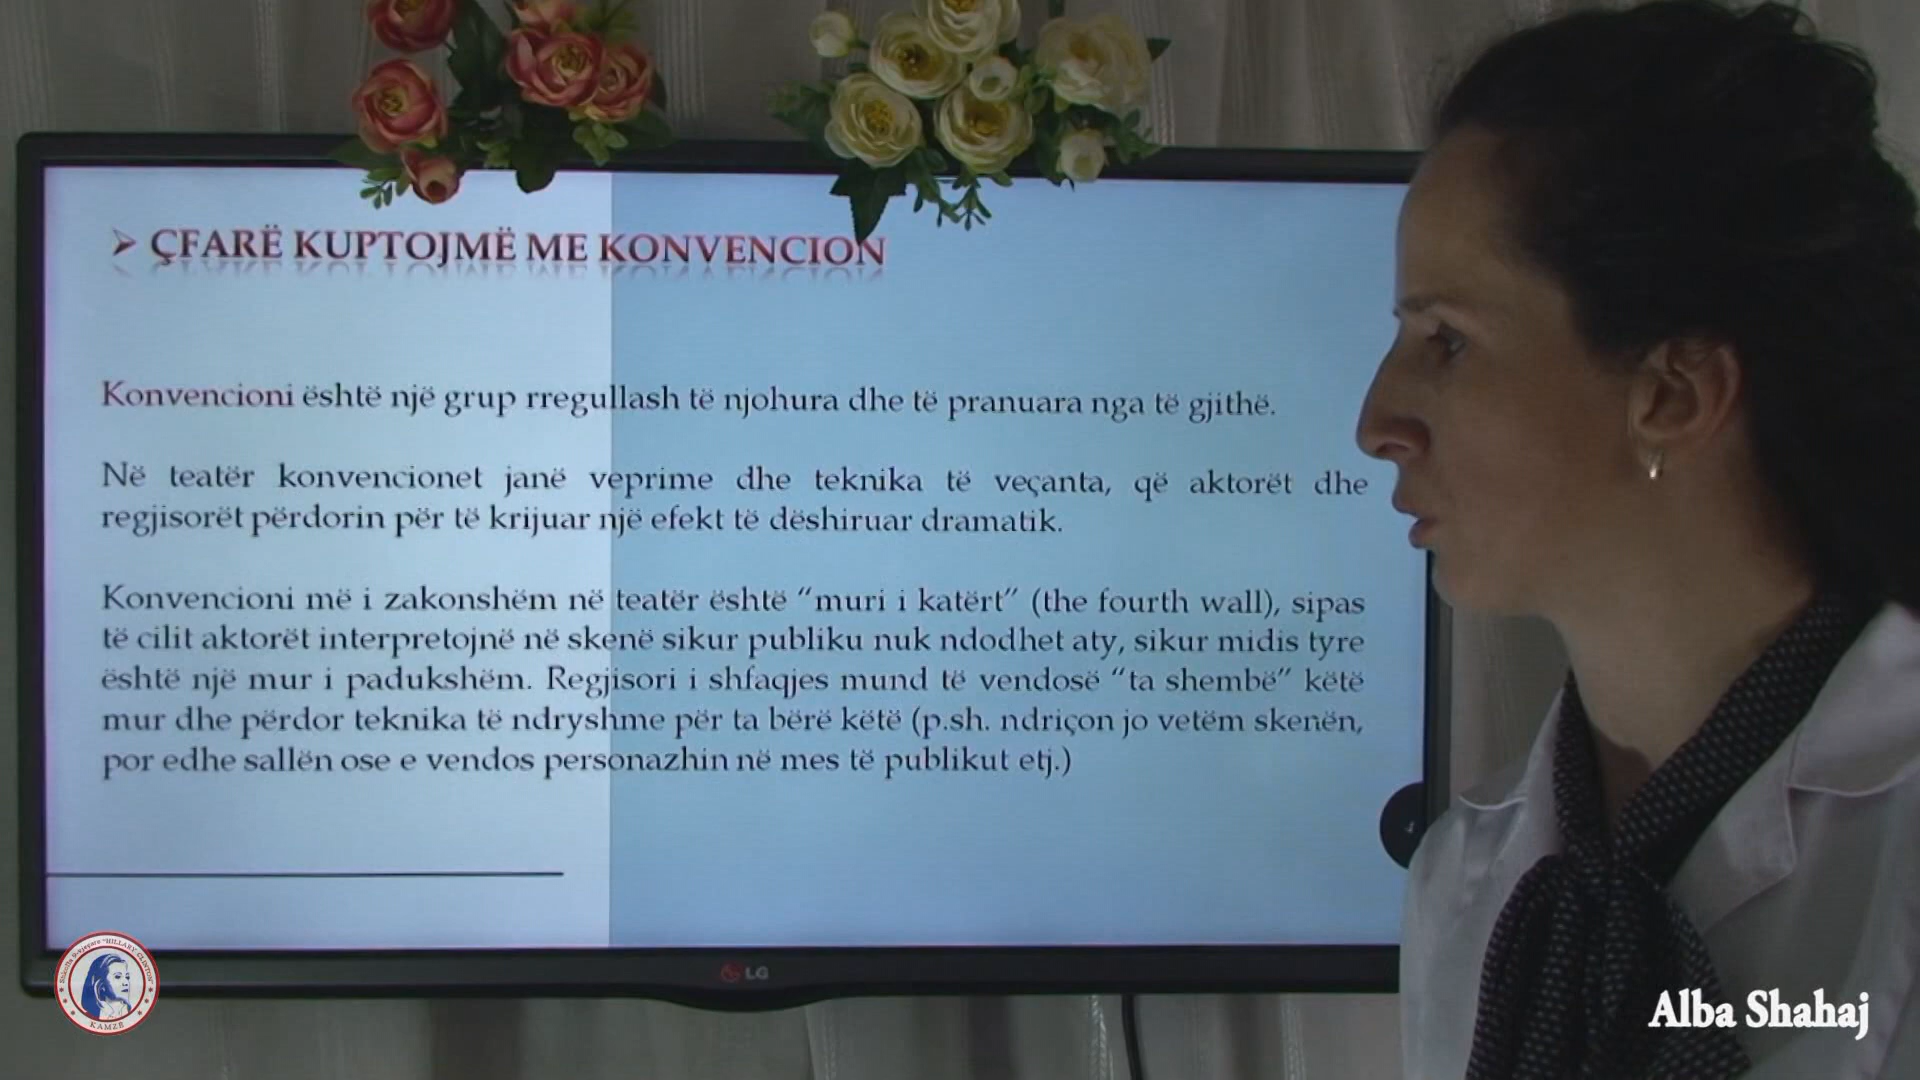 ÇFARË KUPTOJMË ME KONVENCION
Konvencioni është një grup rregullash të njohura dhe të pranuara nga të gjithë.
Në teatër konvencionet janë veprime dhe teknika të veçanta, që aktorët dhe
regjisorët përdorin për të krijuar një efekt të dëshiruar dramatik.
Konvencioni më i zakonshëm në teatër është “muri i katërt” (the fourth wall), sipas
të cilit aktorët interpretojnë në skenë sikur publiku nuk ndodhet aty, sikur midis tyre
është një mur i padukshëm. Regjisori i shfaqjes mund të vendosë “ta shembë” këtë
mur dhe përdor teknika të ndryshme për ta bërë këtë (p.sh. ndriçon jo vetëm skenën,
por edhe sallën ose e vendos personazhin në mes të publikut etj.)
LG
"HILLARY CLINTON"
KAMZË
Alba Shahaj